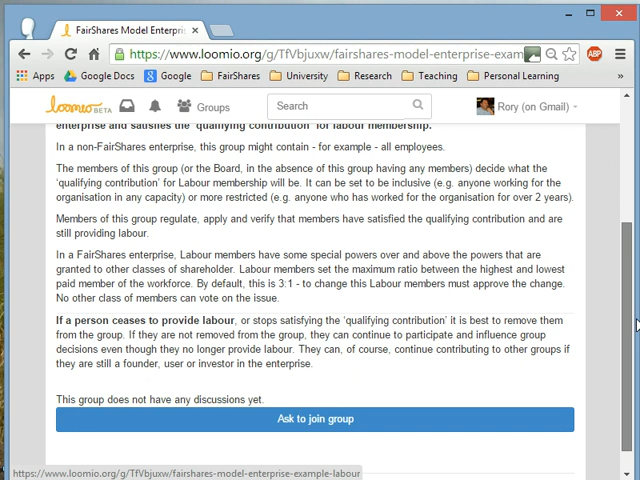 FairShares Model Enterpris
https://www.loomio.org/g/TfVbjuxw/fairshares-model-enterprise-exam
ABP
Apps Google Docs Google FairShares University Research Teaching Personal Learning
loomio BETA Groups Search Rory (on Gmail)
enterprise and satisfies the 'qualifying contribution' for labour membership.
In a non-FairShares enterprise, this group might contain - for example - all employees.
The members of this group (or the Board, in the absence of this group having any members) decide what the
'qualifying contribution' for Labour membership will be. It can be set to be inclusive (e.g. anyone working for the
organisation in any capacity) or more restricted (e.g. anyone who has worked for the organisation for over 2 years).
Members of this group regulate, apply and verify that members have satisfied the qualifying contribution and are
still providing labour.
In a FairShares enterprise, Labour members have some special powers over and above the powers that are
granted to other classes of shareholder. Labour members set the maximum ratio between the highest and lowest
paid member of the workforce. By default, this is 3:1 - to change this Labour members must approve the change.
No other class of members can vote on the issue.
If a person ceases to provide labour, or stops satisfying the 'qualifying contribution' it is best to remove them
from the group. If they are not removed from the group, they can continue to participate and influence group
decisions even though they no longer provide labour. They can, of course, continue contributing to other groups if
they are still a founder, user or investor in the enterprise.
This group does not have any discussions yet.
Ask to join group
https://www.loomio.org/g/TfVbjuxw/fairshares-model-enterprise-example-labour